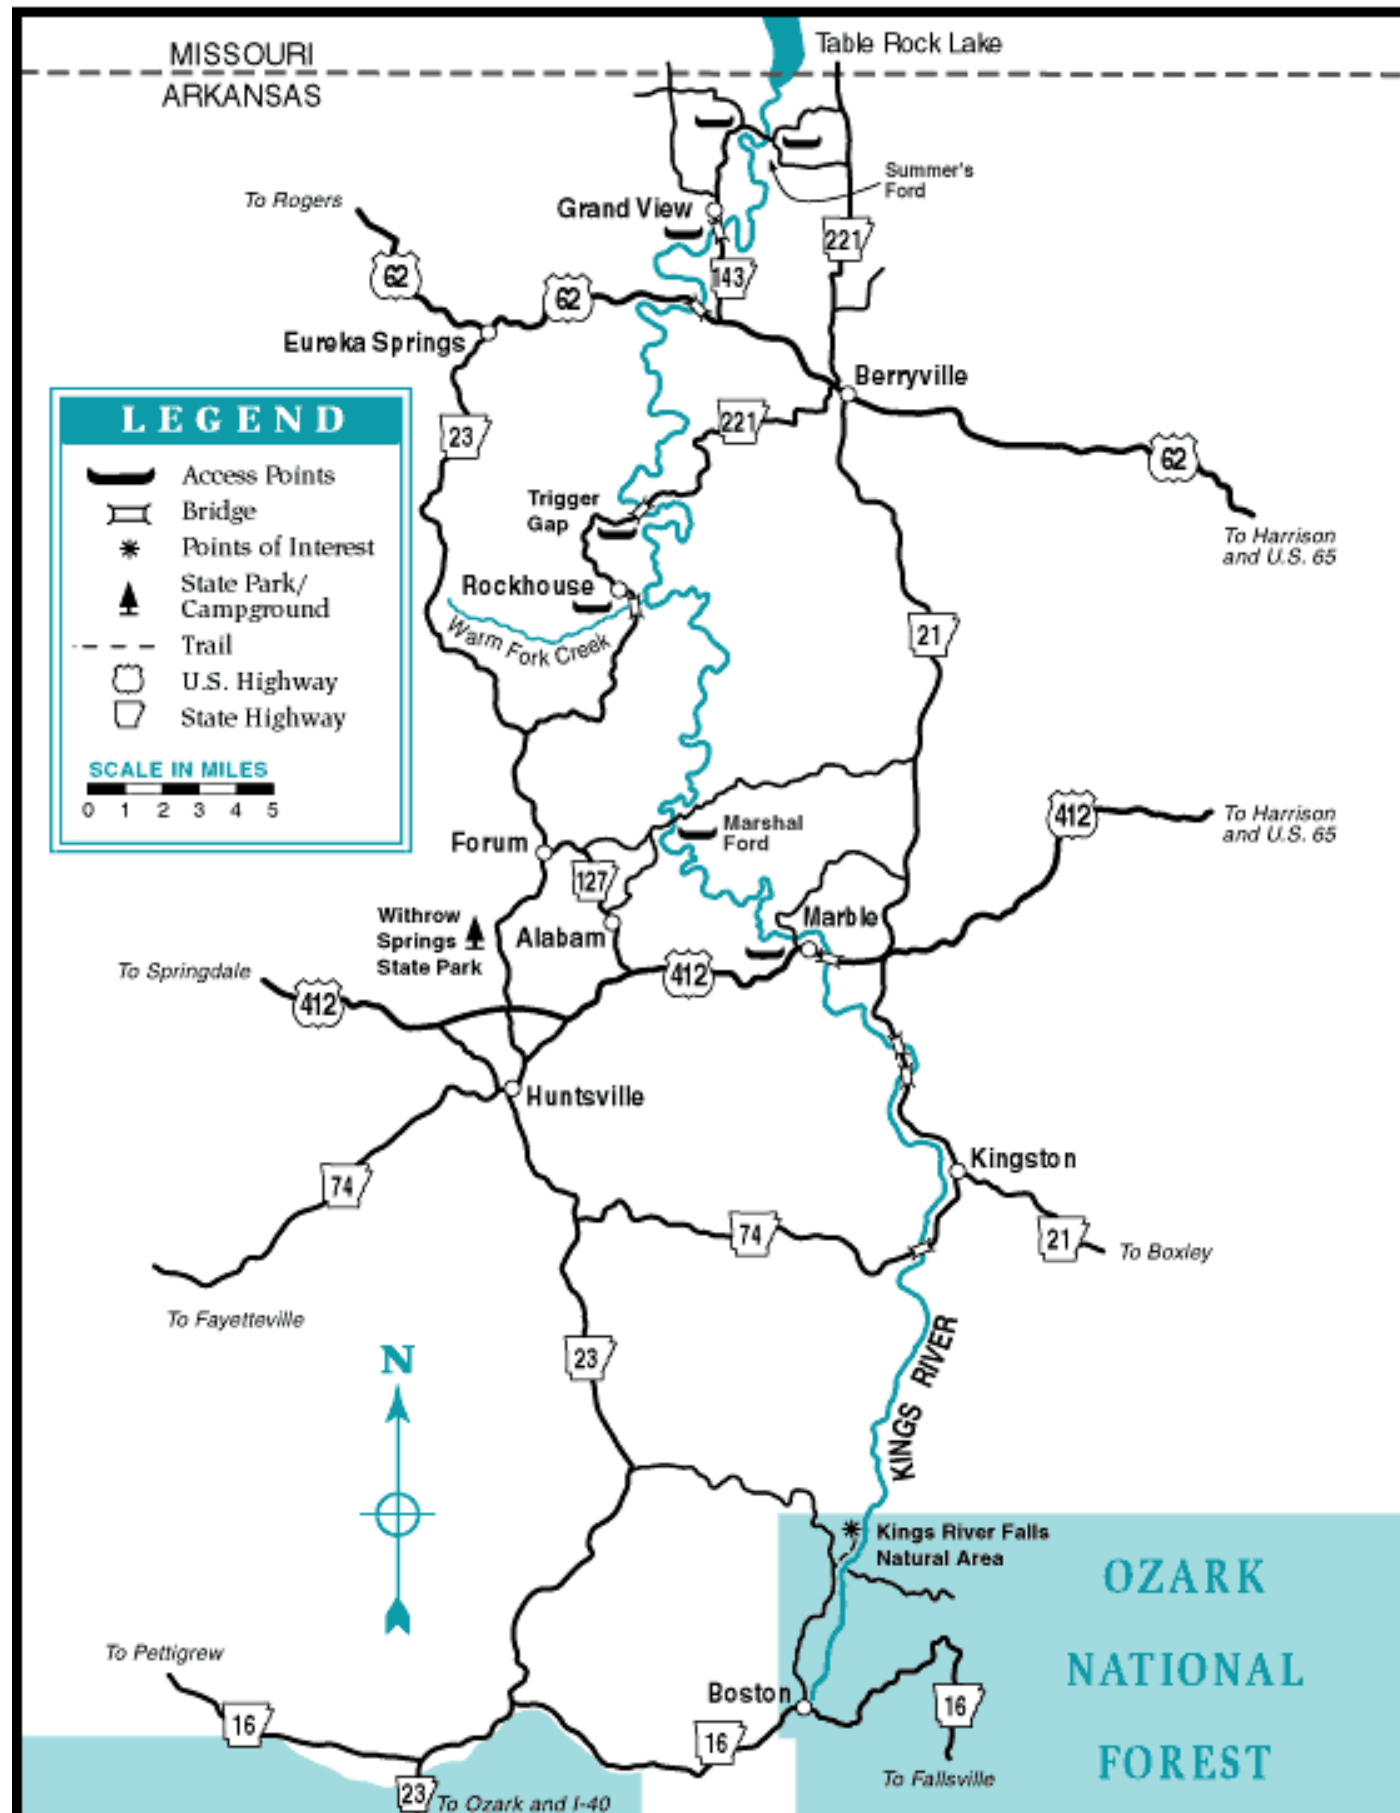 MISSOURI
ARKANSAS
Table Rock Lake
Summer's
Ford
To Rogers
Grand View
221
62
62
143
Eureka Springs
Berryville
LEGEND
Access Points
Bridge
Points of Interest
State Park/
Campground
Trail
U.S. Highway
State Highway
SCALE IN MILES
0 1 2 3 4 5
23
221
62
To Harrison
and U.S. 65
Trigger
Gap
Rockhouse
Warm Fork Creek
21
Marshal
Ford
412
To Harrison
and U.S. 65
Forum
127
Withrow
Springs
State Park
Alabam
Marble
To Springdale
412
412
Huntsville
Kingston
74
74
21
To Boxley
To Fayetteville
N
23
KINGS RIVER
Kings River Falls
Natural Area
OZARK
NATIONAL
FOREST
To Pettigrew
16
Boston
16
16
To Fallsville
23
To Ozark and I-40